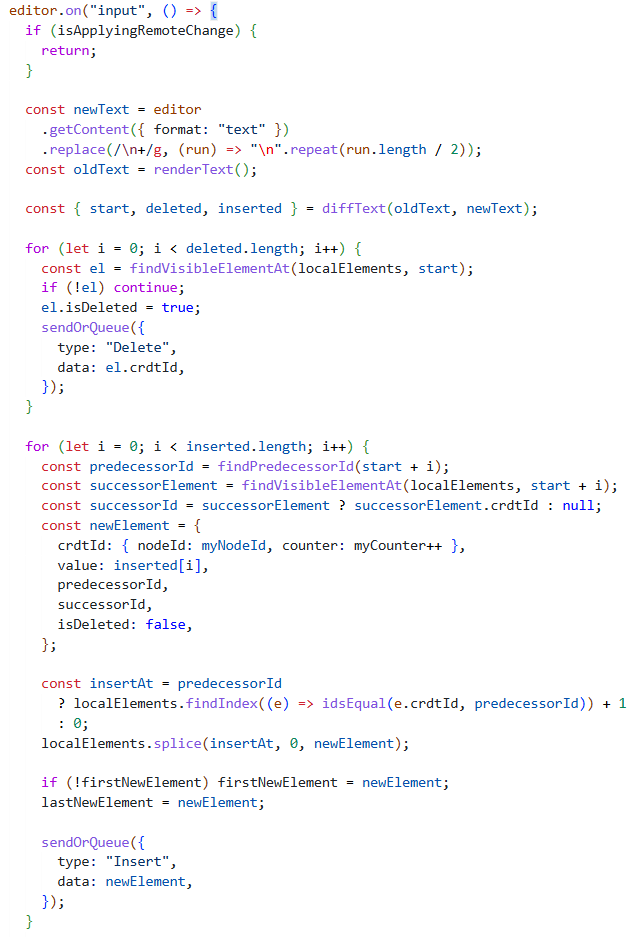 editor.on("input", () => {
  if (isApplyingRemoteChange) {
    return;
  }

  const newText = editor
    .getContent({ format: "text" })
    .replace(/\n+/g, (run) => "\n".repeat(run.length / 2));
  const oldText = renderText();

  const { start, deleted, inserted } = diffText(oldText, newText);

  for (let i = 0; i < deleted.length; i++) {
    const el = findVisibleElementAt(localElements, start);
    if (!el) continue;
    el.isDeleted = true;
    sendOrQueue({
      type: "Delete",
      data: el.crdtId,
    });
  }

  for (let i = 0; i < inserted.length; i++) {
    const predecessorId = findPredecessorId(start + i);
    const successorElement = findVisibleElementAt(localElements, start + i);
    const successorId = successorElement ? successorElement.crdtId : null;
    const newElement = {
      crdtId: { nodeId: myNodeId, counter: myCounter++ },
      value: inserted[i],
      predecessorId,
      successorId,
      isDeleted: false,
    };

    const insertAt = predecessorId
      ? localElements.findIndex((e) => idsEqual(e.crdtId, predecessorId)) + 1
      : 0;
    localElements.splice(insertAt, 0, newElement);

    if (!firstNewElement) firstNewElement = newElement;
    lastNewElement = newElement;

    sendOrQueue({
      type: "Insert",
      data: newElement,
    });
  }